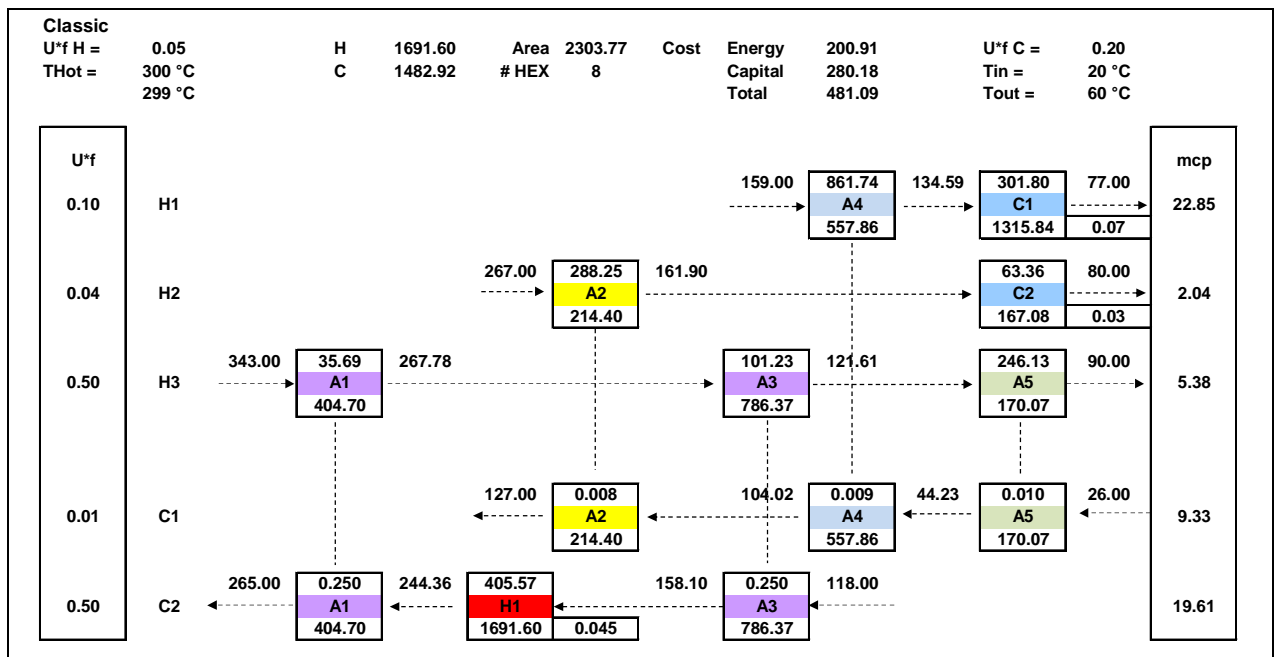 Classic
U*f H = 0.05 H 1691.60 Area 2303.77 Cost Energy 200.91 U*f C = 0.20
THot = 300 °C C 1482.92 # HEX 8 Capital 280.18 Tin = 20 °C
299 °C Total 481.09 Tout = 60 °C
U*f mcp
159.00 861.74 134.59 301.80 77.00
0.10 H1 A4 C1 22.85
557.86 1315.84 0.07
267.00 288.25 161.90 63.36 80.00
0.04 H2 A2 C2 2.04
214.40 167.08 0.03
343.00 35.69 267.78 101.23 121.61 246.13 90.00
0.50 H3 A1 A3 A5 5.38
404.70 786.37 170.07
127.00 0.008 104.02 0.009 44.23 0.010 26.00
0.01 C1 A2 A4 A5 9.33
214.40 557.86 170.07
265.00 0.250 244.36 405.57 158.10 0.250 118.00
0.50 C2 A1 H1 A3 19.61
404.70 1691.60 0.045 786.37